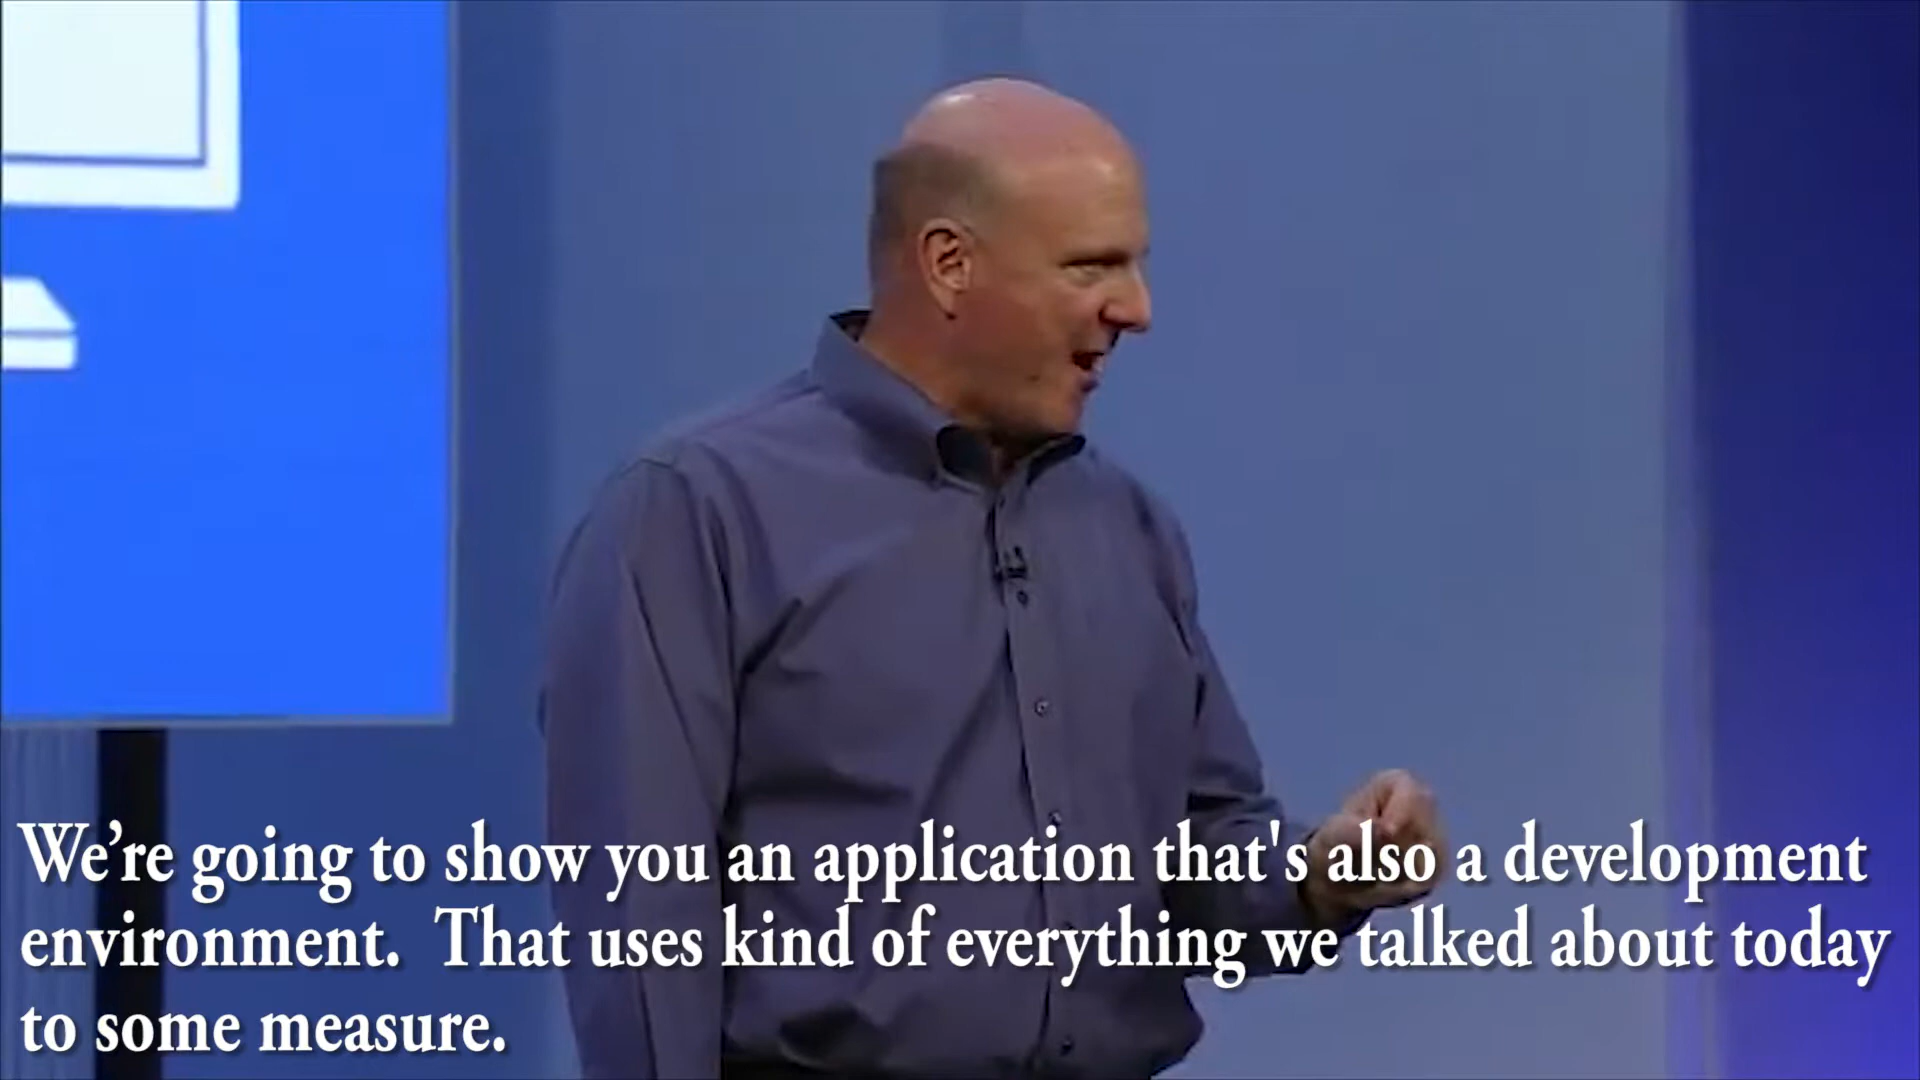 We’re going to show you an application that's also a development
environment.  That uses kind of everything we talked about today
to some measure.